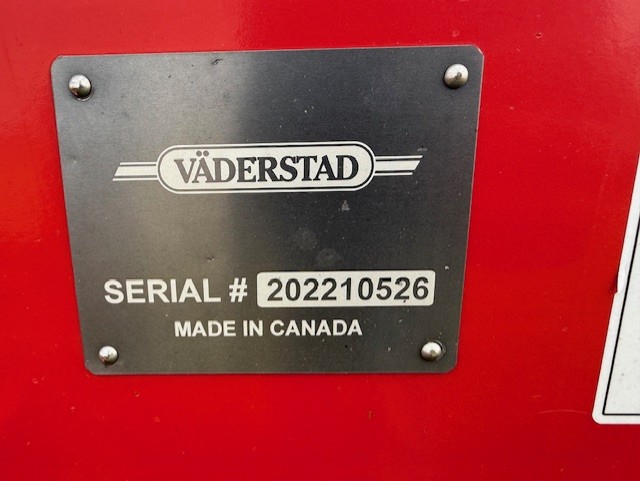 VÄDERSTAD
SERIAL # 202210526
MADE IN CANADA